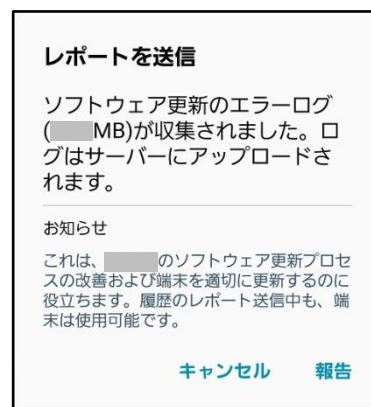 レポートを送信
ソフトウェア更新のエラーログ
( MB)が収集されました。ロ
グはサーバーにアップロードさ
れます。
お知らせ
これは、 のソフトウェア更新プロセ
スの改善および端末を適切に更新するのに
役立ちます。履歴のレポート送信中も、端
末は使用可能です。
キャンセル 報告